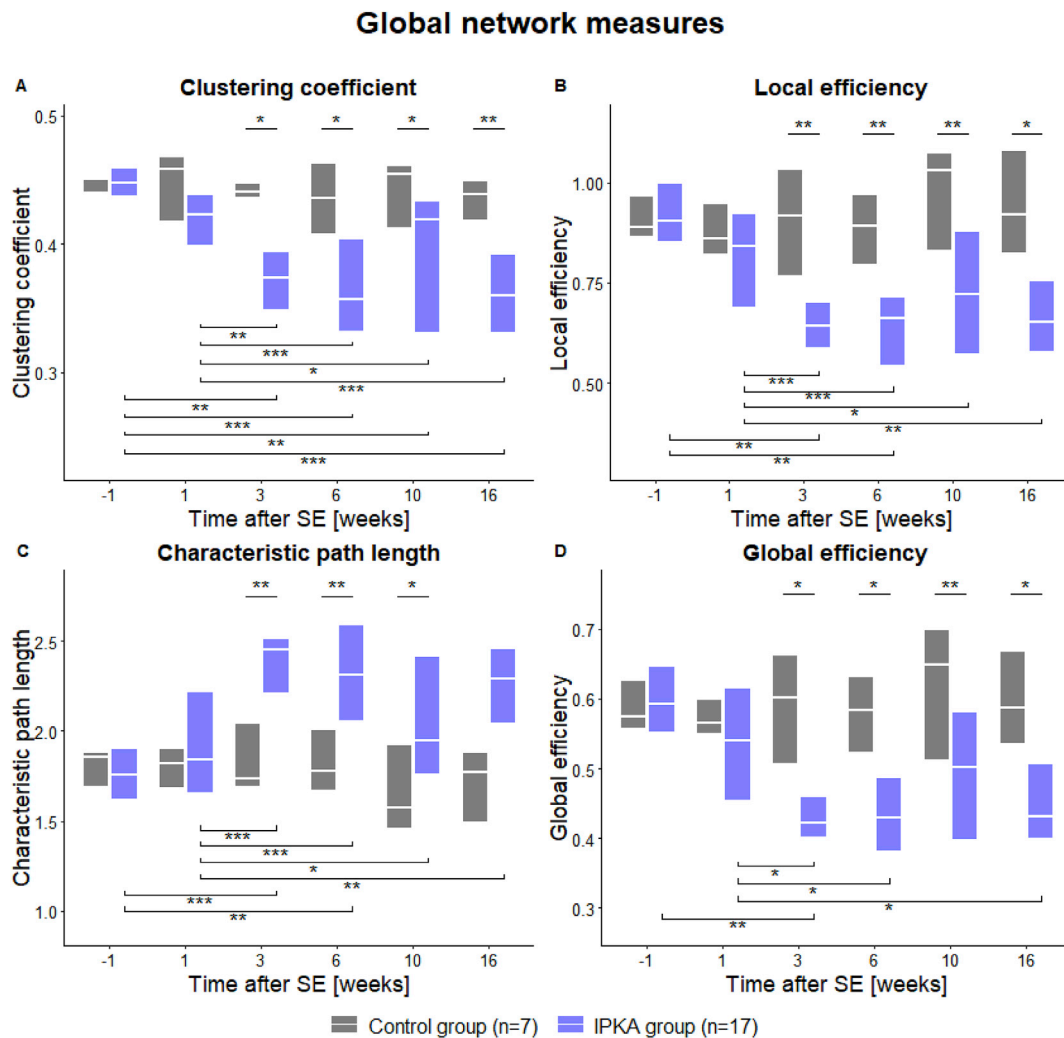 Global network measures
A Clustering coefficient
0.5
0.4
0.3
Clustering coefficient
* * * **
**
***
*
***
**
***
**
***
-1 1 3 6 10 16
Time after SE [weeks]
B Local efficiency
1.00
0.75
0.50
Local efficiency
** ** ** *
***
***
*
**
**
**
-1 1 3 6 10 16
Time after SE [weeks]
C Characteristic path length
2.5
2.0
1.5
1.0
Characteristic path length
** ** *
***
***
*
**
***
**
-1 1 3 6 10 16
Time after SE [weeks]
D Global efficiency
0.7
0.6
0.5
0.4
0.3
Global efficiency
* * ** *
*
*
*
**
-1 1 3 6 10 16
Time after SE [weeks]
Control group (n=7) IPKA group (n=17)